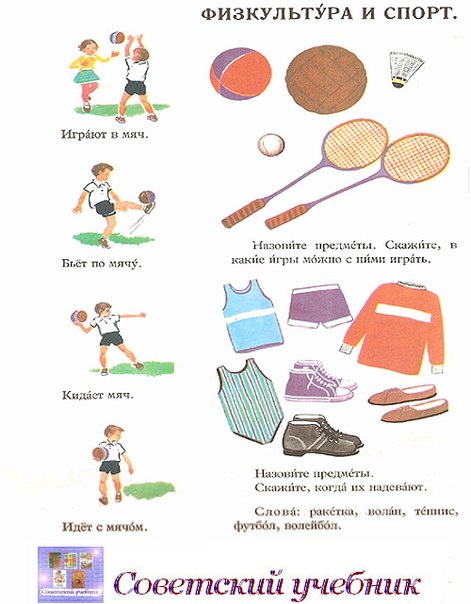 ФИЗКУЛЬТУ́РА И СПОРТ.
Игра́ют в мяч.
Бьёт по мячу́.
Кида́ет мяч.
Идёт с мячо́м.
Назови́те предме́ты. Скажи́те, в
каки́е и́гры мо́жно с ни́ми игра́ть.
Назови́те предме́ты.
Скажи́те, когда́ их надева́ют.
Слова́: раке́тка, вола́н, те́ннис,
футбо́л, волейбо́л.
Советский учебник
Советский учебник